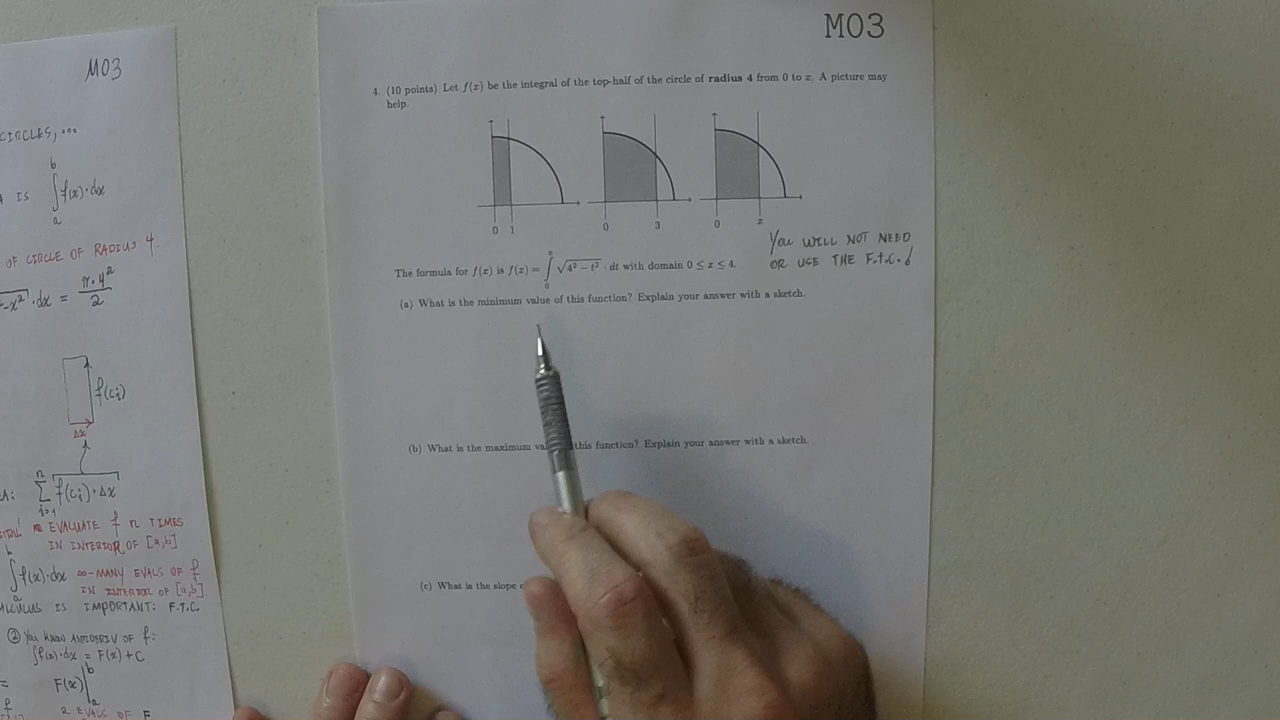 M03
CIRCLES, ...
b
IS ∫ f(x)·dx
a
OF CIRCLE OF RADIUS 4.
-x² · dx = π·4² / 2
f(cᵢ)
Δx
n
A: Σ f(cᵢ)·Δx
i=1
EVALUATE f n TIMES
IN INTERIOR OF [a,b]
b
∫ f(x)·dx ∞-MANY EVALS OF f
a IN INTERIOR OF [a,b]
CALCULUS IS IMPORTANT: F.T.C.
② YOU KNOW ANTIDERIV OF f:
∫f(x)·dx = F(x)+C
= F(x)|
b
a
2 EVALS OF F
M03
4. (10 points) Let f(x) be the integral of the top-half of the circle of radius 4 from 0 to x. A picture may
help.
0 1 0 3 0 x
YOU WILL NOT NEED
OR USE THE F.T.C.!
The formula for f(x) is f(x) = ∫₀ˣ √(4² − t²) · dt with domain 0 ≤ x ≤ 4.
(a) What is the minimum value of this function? Explain your answer with a sketch.
(b) What is the maximum va this function? Explain your answer with a sketch.
(c) What is the slope